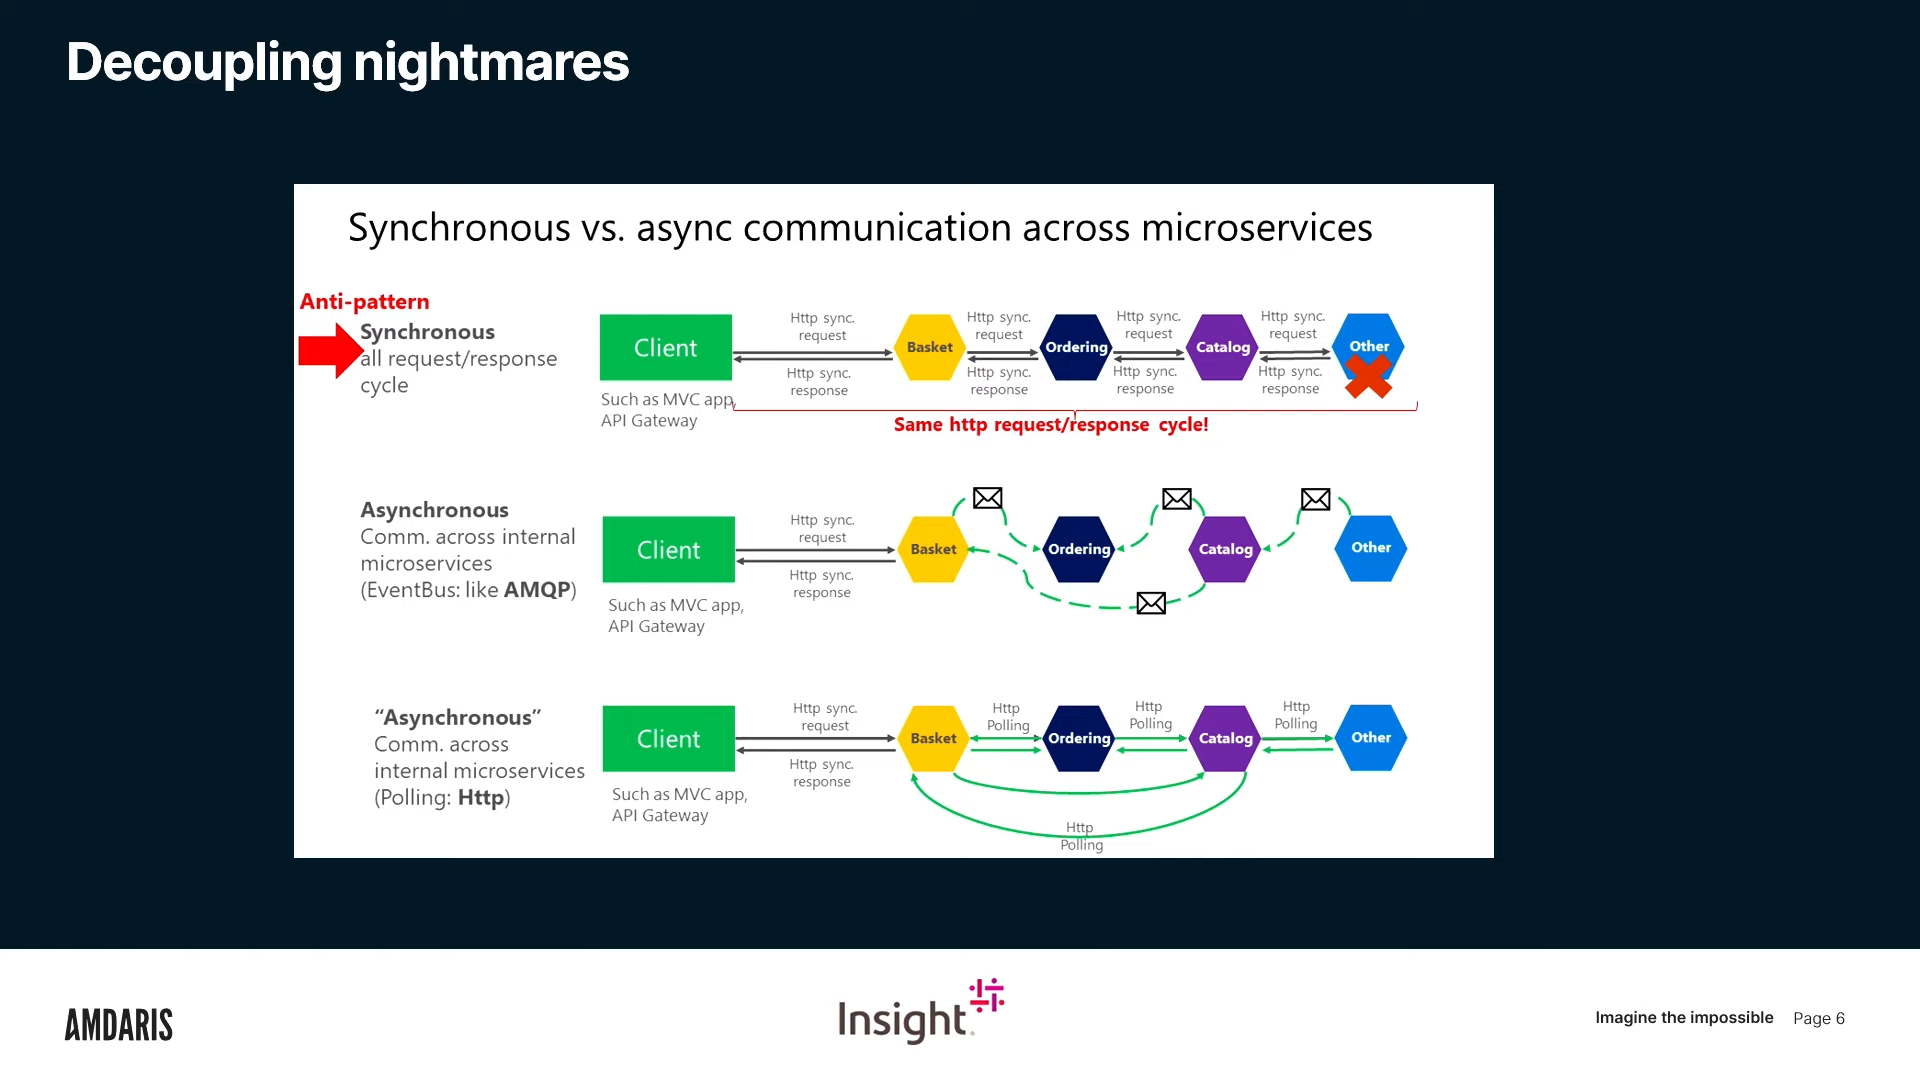 Decoupling nightmares
Synchronous vs. async communication across microservices
Anti-pattern
Synchronous
all request/response
cycle
Client
Such as MVC app,
API Gateway
Http sync.
request
Http sync.
response
Basket
Http sync.
request
Http sync.
response
Ordering
Http sync.
request
Http sync.
response
Catalog
Http sync.
request
Http sync.
response
Other
Same http request/response cycle!
Asynchronous
Comm. across internal
microservices
(EventBus: like AMQP)
Client
Such as MVC app,
API Gateway
Http sync.
request
Http sync.
response
Basket
Ordering
Catalog
Other
“Asynchronous”
Comm. across
internal microservices
(Polling: Http)
Client
Such as MVC app,
API Gateway
Http sync.
request
Http sync.
response
Basket
Http
Polling
Ordering
Http
Polling
Catalog
Http
Polling
Other
Http
Polling
AMDARIS
Insight
Imagine the impossible Page 6